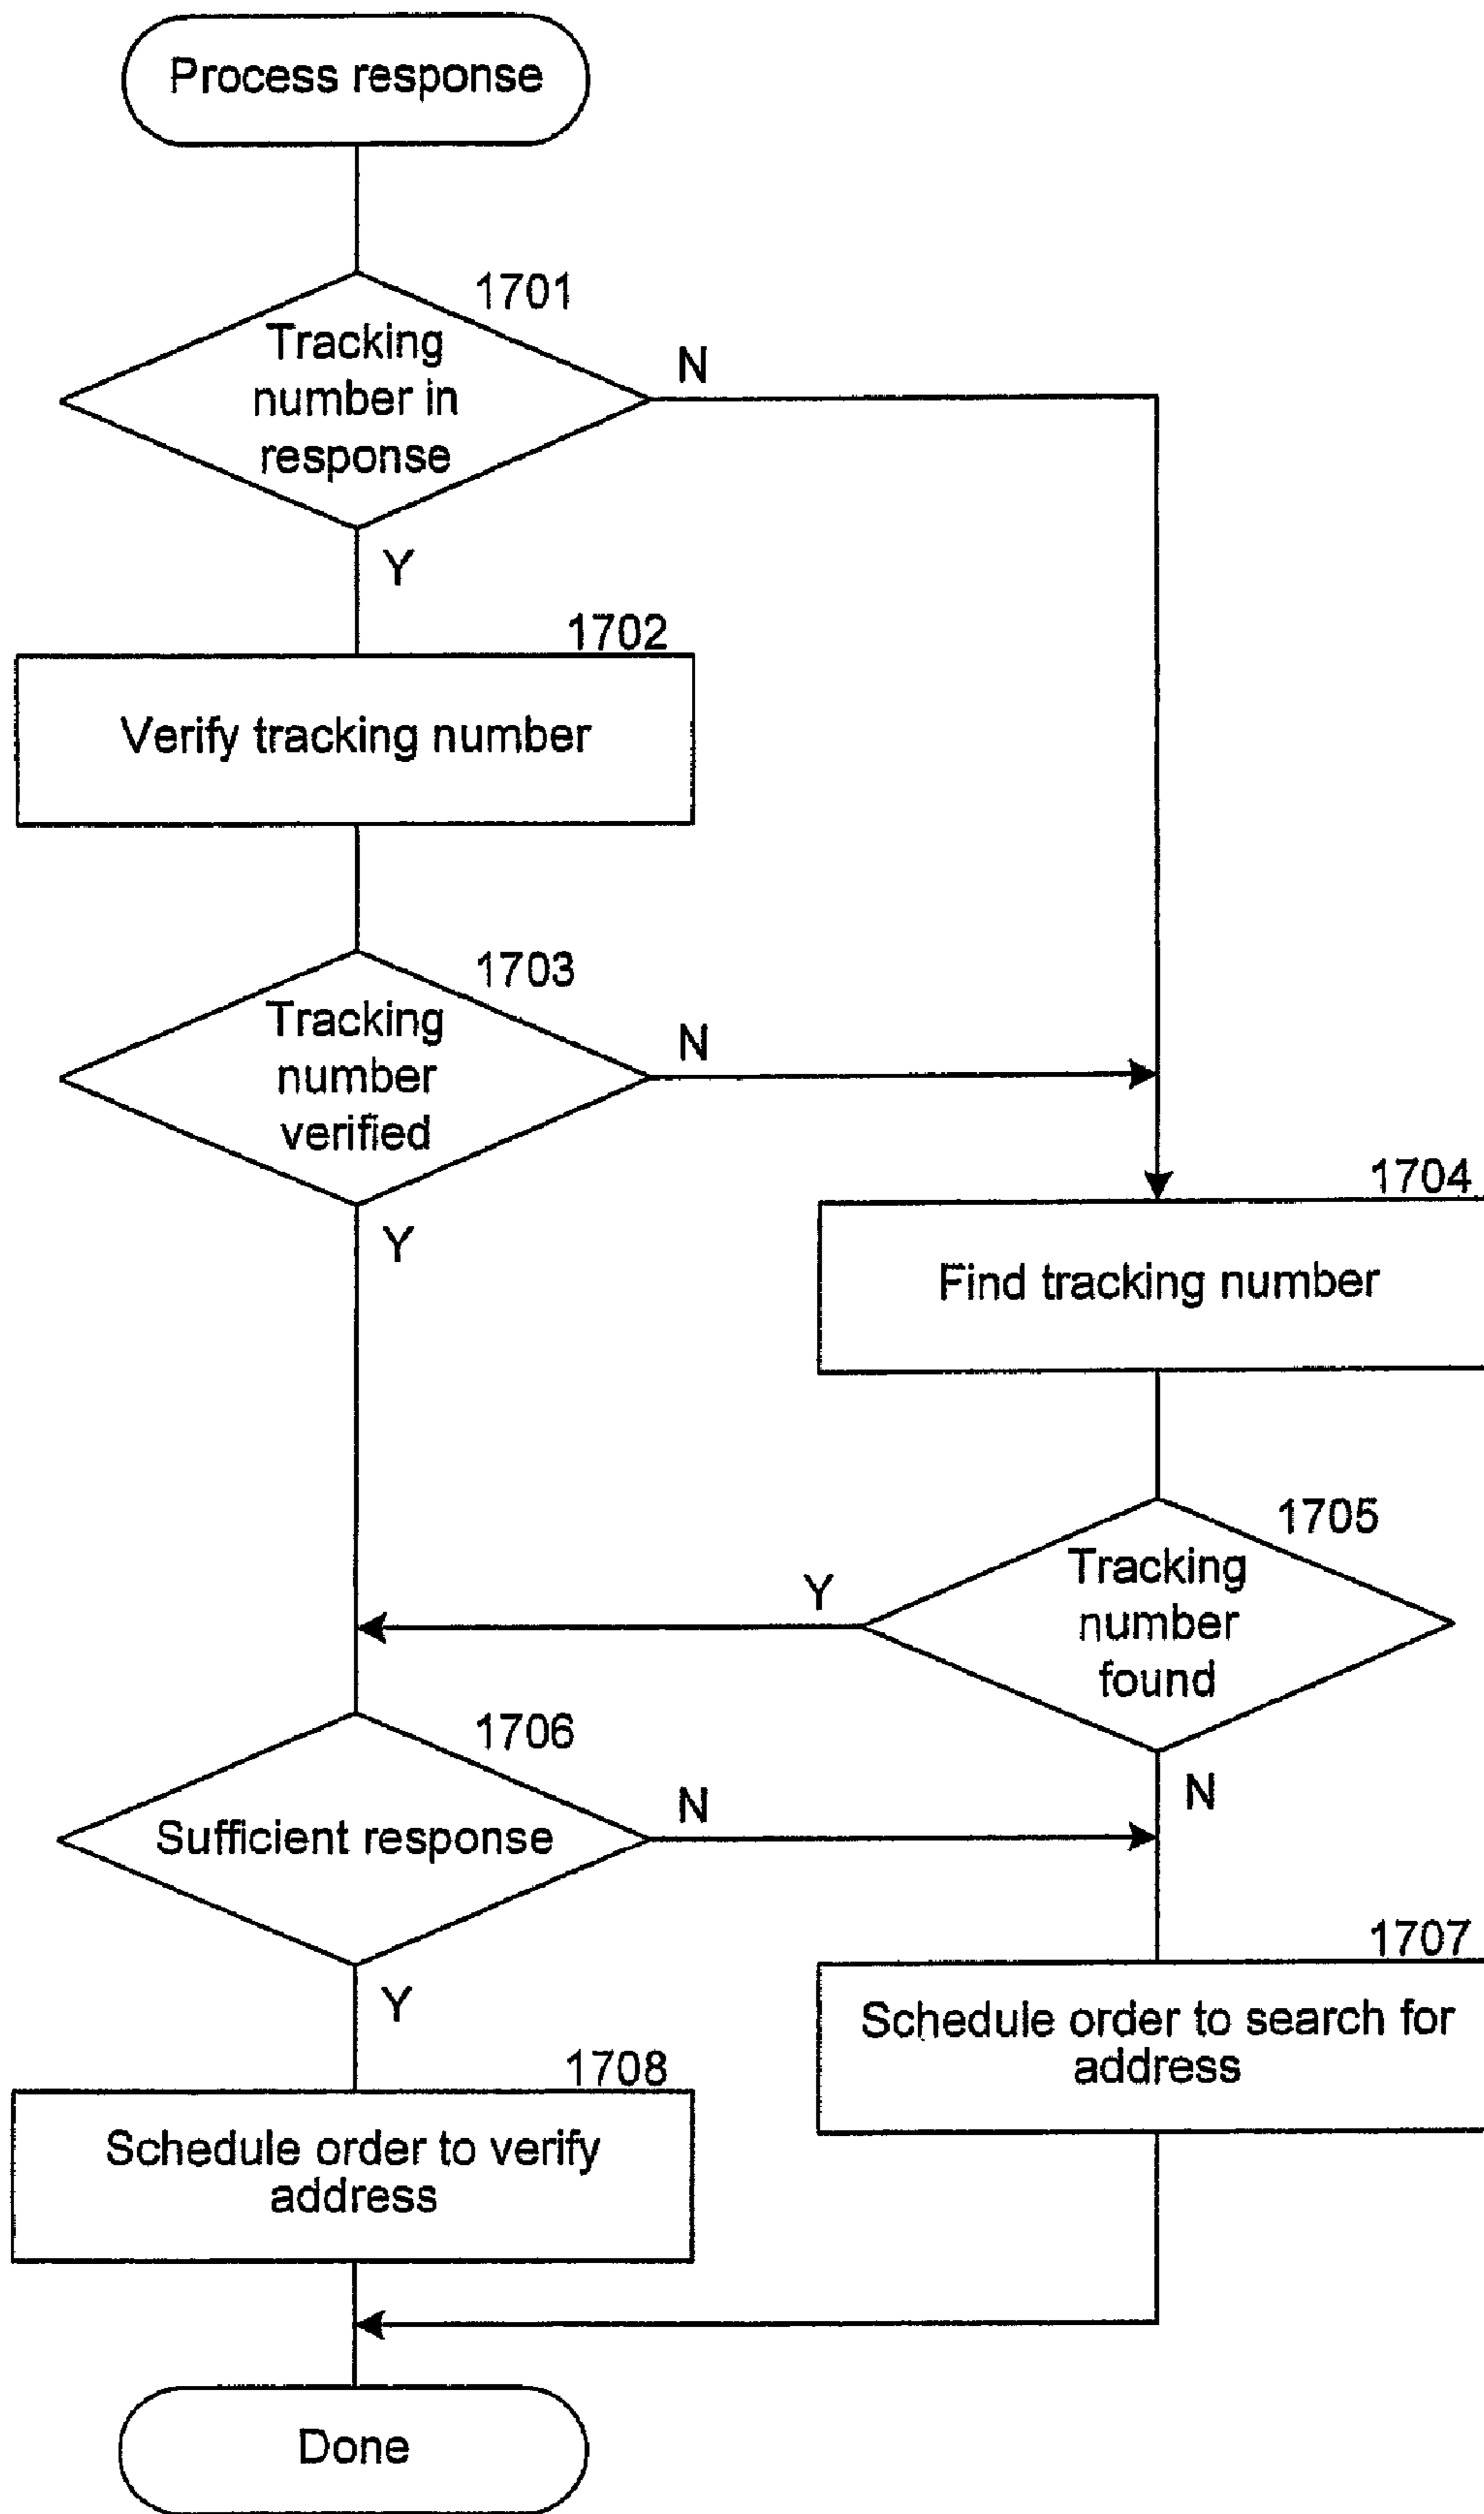 Process response
1701
Tracking
number in
response
N
Y
1702
Verify tracking number
1703
Tracking
number
verified
N
Y
1704
Find tracking number
1705
Tracking
number
found
Y
N
1706
Sufficient response
N
Y
1707
Schedule order to search for
address
1708
Schedule order to verify
address
Done